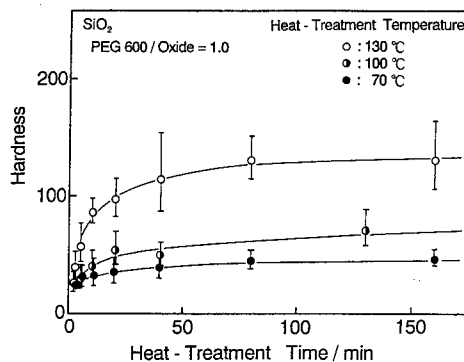 SiO₂
Heat - Treatment Temperature
PEG 600 / Oxide = 1.0
○ : 130 ℃
◑ : 100 ℃
● : 70 ℃
200
100
0
Hardness
0 50 100 150
Heat - Treatment Time / min